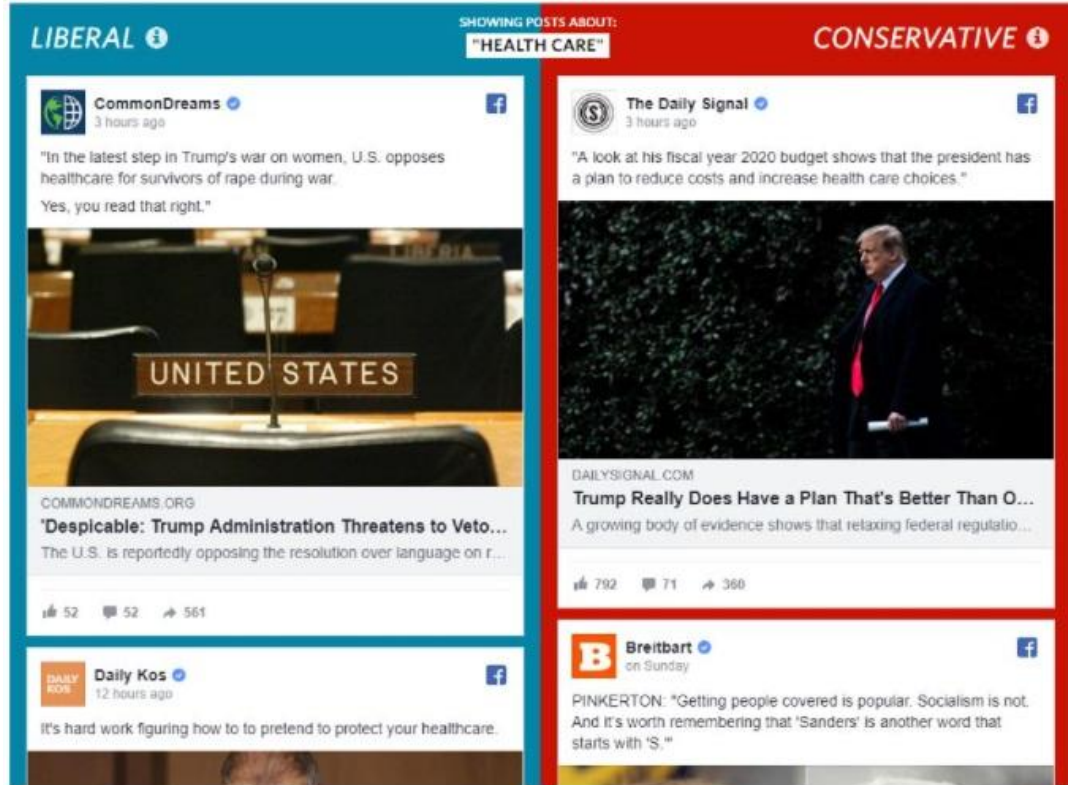 LIBERAL
SHOWING POSTS ABOUT:
"HEALTH CARE"
CONSERVATIVE
CommonDreams
3 hours ago
"In the latest step in Trump's war on women, U.S. opposes
healthcare for survivors of rape during war.
Yes, you read that right."
LIBERIA
UNITED STATES
COMMONDREAMS.ORG
'Despicable: Trump Administration Threatens to Veto...
The U.S. is reportedly opposing the resolution over language on r...
52 52 561
DAILY
KOS
Daily Kos
12 hours ago
It's hard work figuring how to to pretend to protect your healthcare.
The Daily Signal
3 hours ago
"A look at his fiscal year 2020 budget shows that the president has
a plan to reduce costs and increase health care choices."
DAILYSIGNAL.COM
Trump Really Does Have a Plan That's Better Than O...
A growing body of evidence shows that relaxing federal regulatio...
792 71 360
B
Breitbart
on Sunday
PINKERTON: "Getting people covered is popular. Socialism is not.
And it's worth remembering that 'Sanders' is another word that
starts with 'S.'"